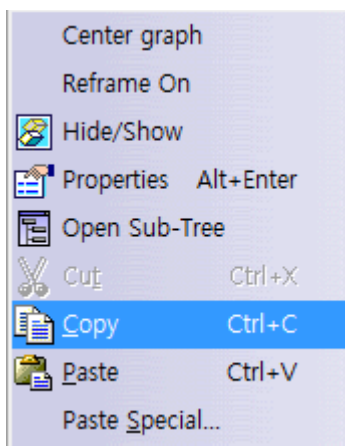 Center graph
Reframe On
Hide/Show
Properties Alt+Enter
Open Sub-Tree
Cut Ctrl+X
Copy Ctrl+C
Paste Ctrl+V
Paste Special...